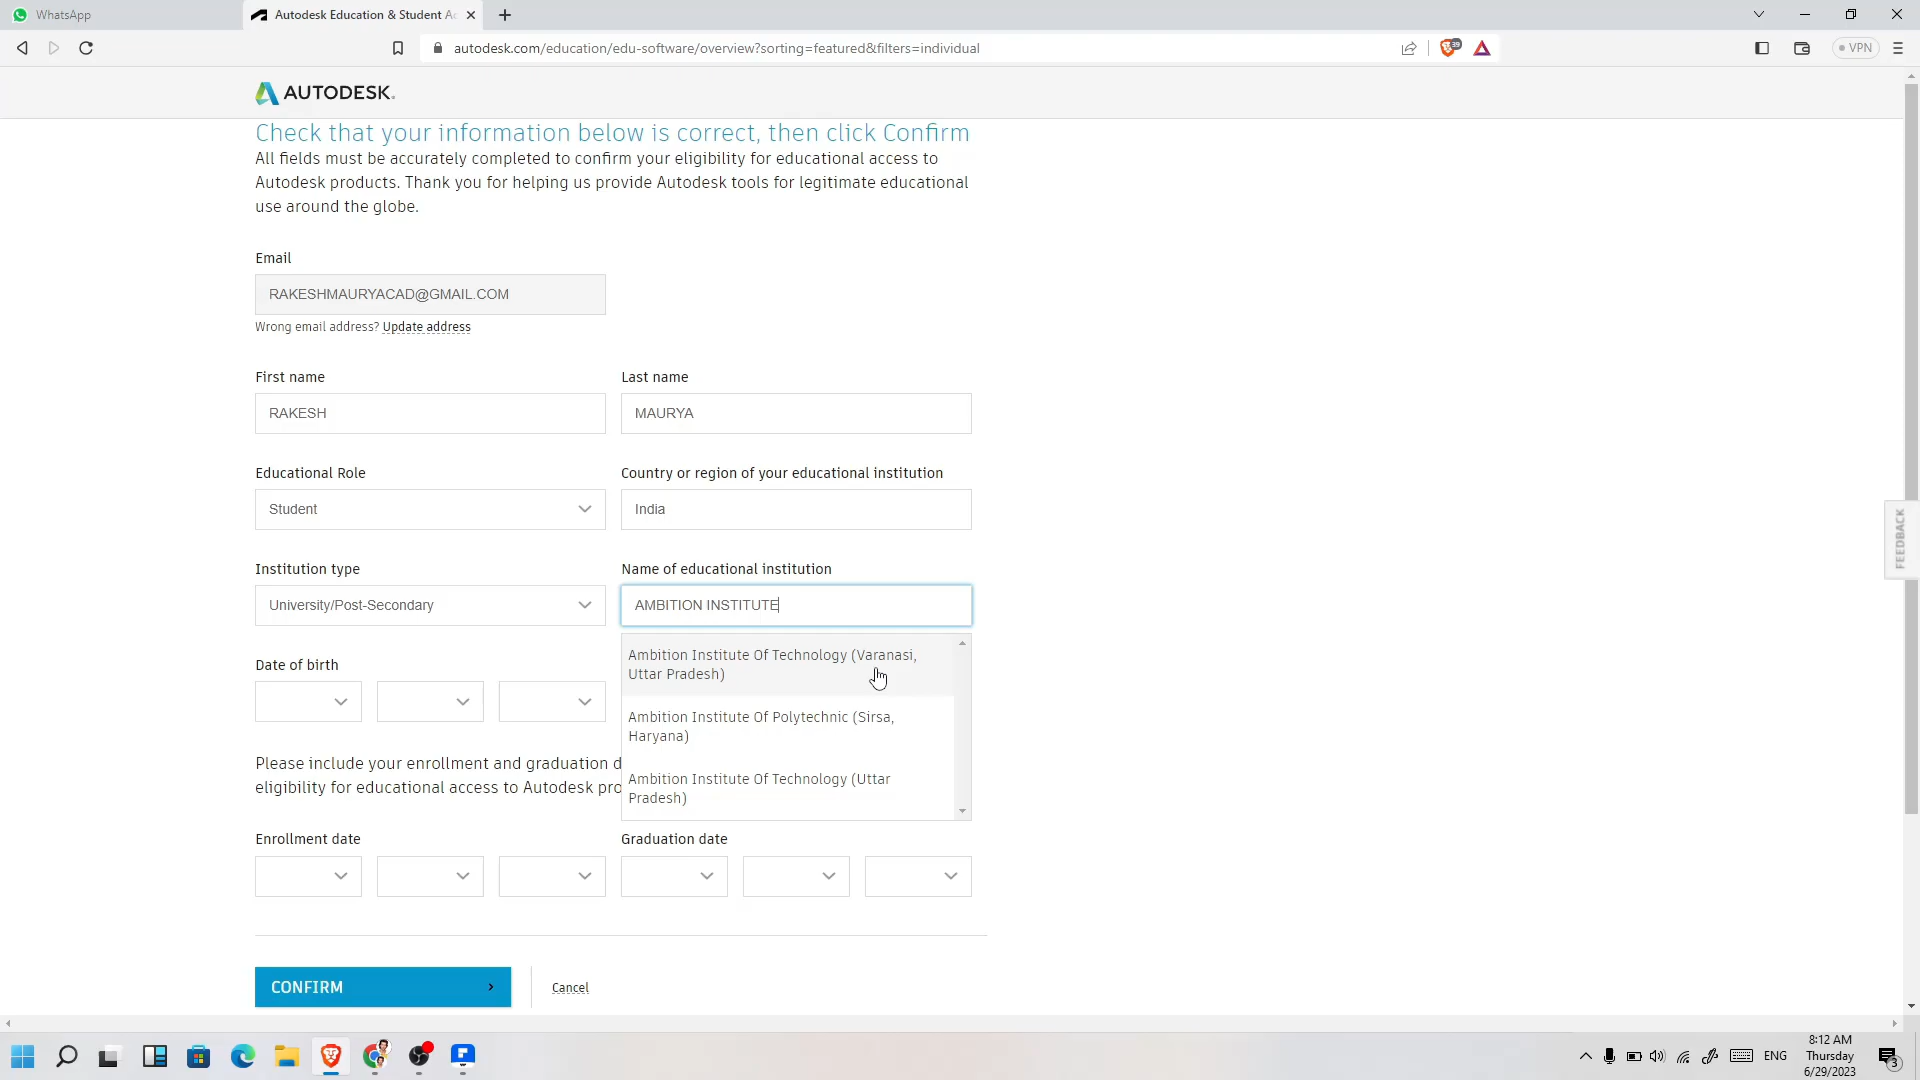 WhatsApp
Autodesk Education & Student Ac
autodesk.com/education/edu-software/overview?sorting=featured&filters=individual
39
VPN
AUTODESK.
Check that your information below is correct, then click Confirm
All fields must be accurately completed to confirm your eligibility for educational access to
Autodesk products. Thank you for helping us provide Autodesk tools for legitimate educational
use around the globe.
Email
RAKESHMAURYACAD@GMAIL.COM
Wrong email address? Update address
First name
Last name
RAKESH
MAURYA
Educational Role
Country or region of your educational institution
Student
India
Institution type
Name of educational institution
University/Post-Secondary
AMBITION INSTITUTE
Ambition Institute Of Technology (Varanasi,
Uttar Pradesh)
Ambition Institute Of Polytechnic (Sirsa,
Haryana)
Ambition Institute Of Technology (Uttar
Pradesh)
Date of birth
Please include your enrollment and graduation d
eligibility for educational access to Autodesk pro
Enrollment date
Graduation date
CONFIRM
Cancel
FEEDBACK
ENG
8:12 AM
Thursday
6/29/2023
3